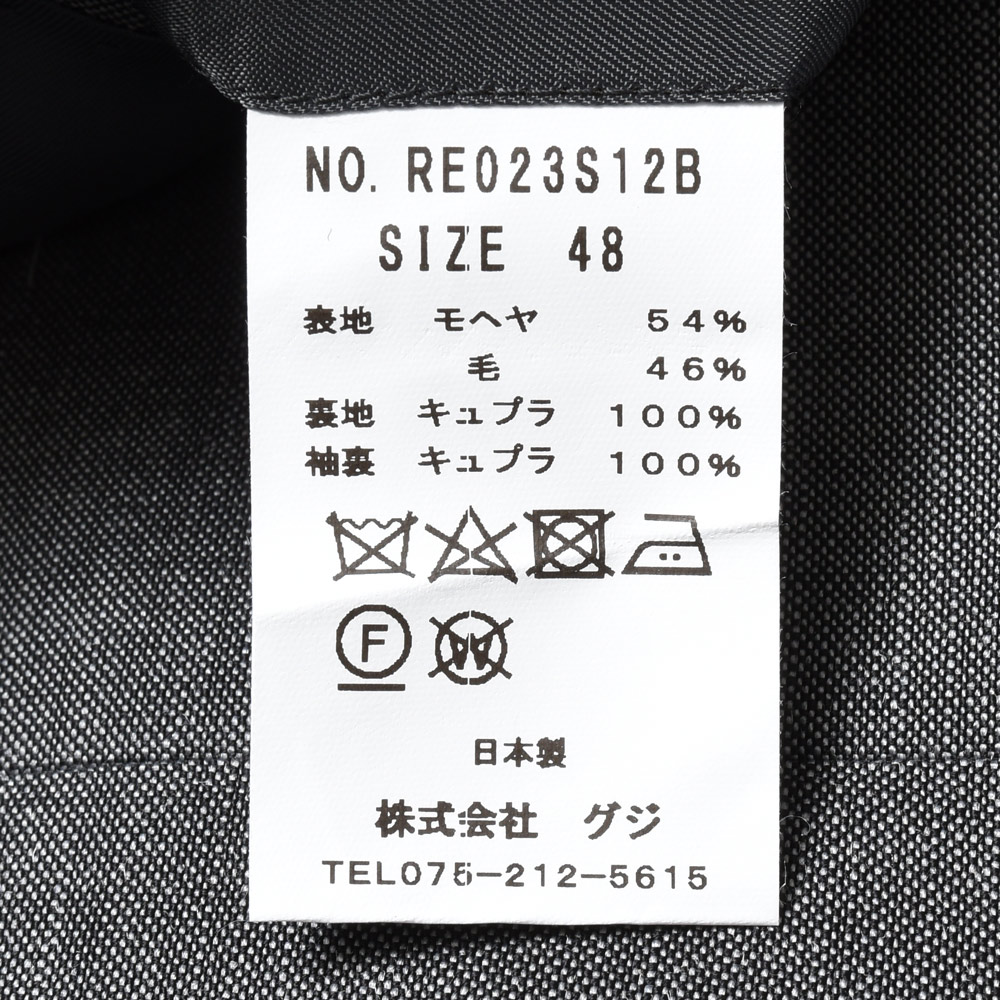 NO. RE023S12B
SIZE 48
表地 モヘヤ 54%
毛 46%
裏地 キュプラ 100%
袖裏 キュプラ 100%
F
W
日本製
株式会社 グジ
TEL075-212-5615